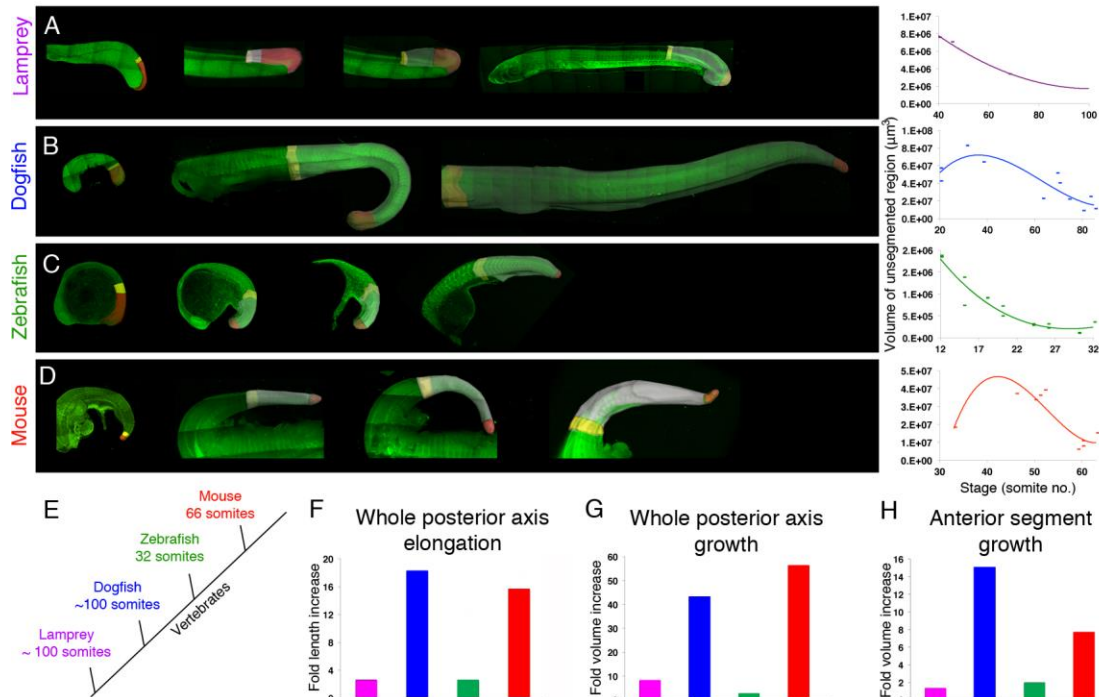 Lamprey
A
Dogfish
B
Zebrafish
C
Mouse
D
Volume of unsegmented region (µm³)
1.E+07
8.E+06
6.E+06
4.E+06
2.E+06
0.E+00
40 60 80 100
1.E+08
8.E+07
6.E+07
4.E+07
2.E+07
0.E+00
20 40 60 80
2.E+06
2.E+06
1.E+06
5.E+05
0.E+00
12 17 22 27 32
5.E+07
4.E+07
3.E+07
2.E+07
1.E+07
0.E+00
30 40 50 60
Stage (somite no.)
E
Mouse
66 somites
Zebrafish
32 somites
Dogfish
~100 somites
Lamprey
~ 100 somites
Vertebrates
F
Whole posterior axis
elongation
Fold length increase
20
16
12
8
4
0
G
Whole posterior axis
growth
Fold volume increase
60
50
40
30
20
10
H
Anterior segment
growth
Fold volume increase
16
14
12
10
8
6
4
2
0